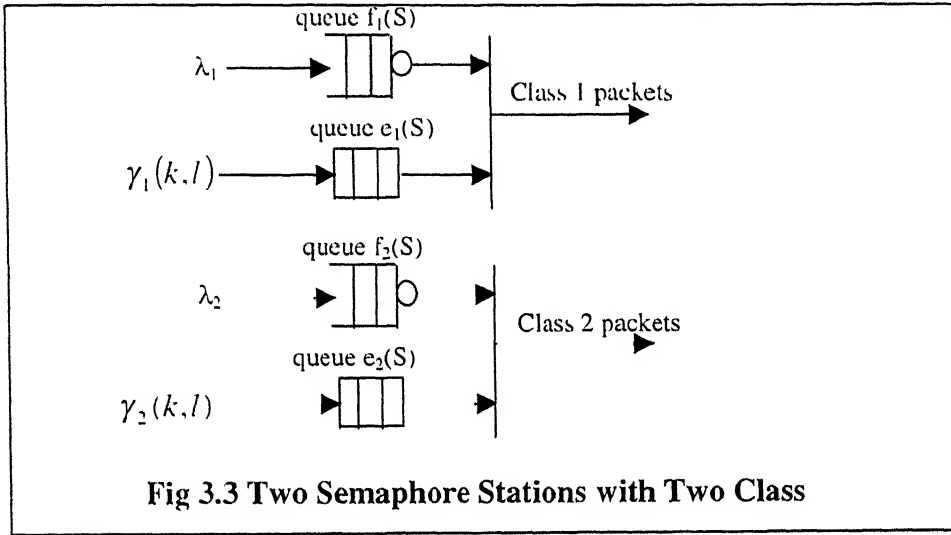 queue f₁(S)
λ₁
Class 1 packets
queue e₁(S)
γ₁(k,l)
queue f₂(S)
λ₂
Class 2 packets
queue e₂(S)
γ₂(k,l)
Fig 3.3 Two Semaphore Stations with Two Class